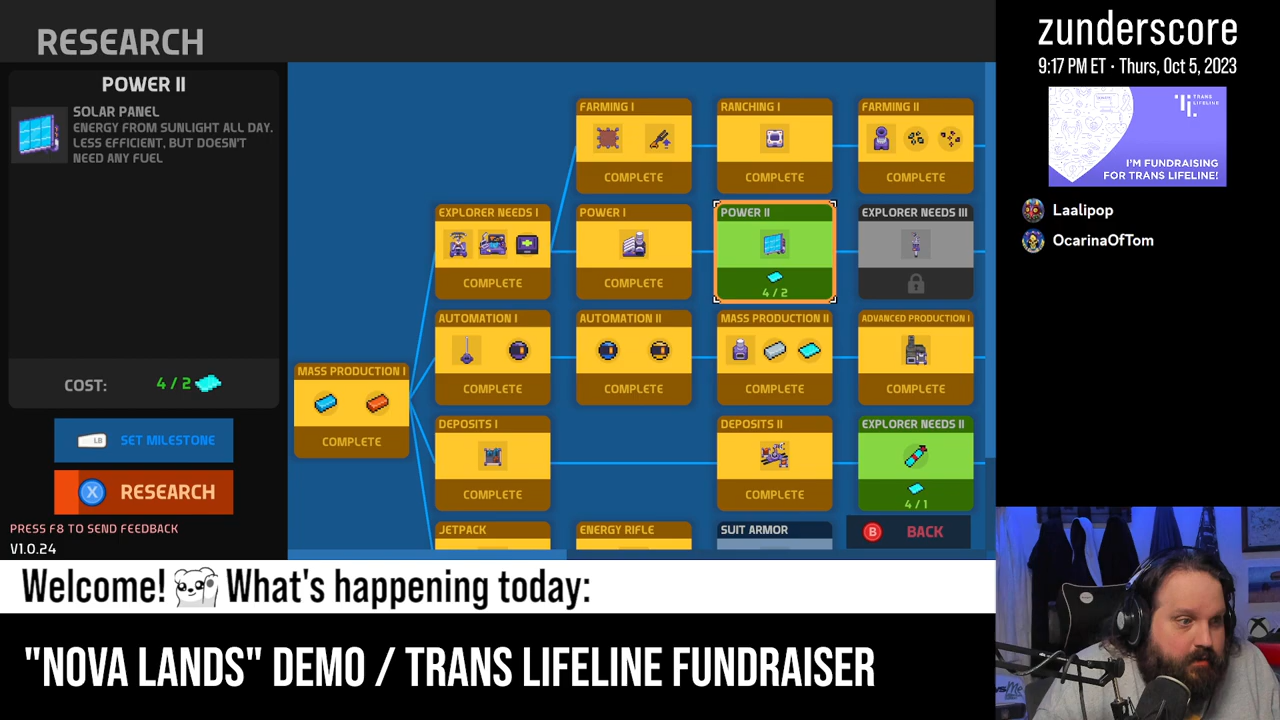 RESEARCH
POWER II
SOLAR PANEL
ENERGY FROM SUNLIGHT ALL DAY.
LESS EFFICIENT, BUT DOESN'T
NEED ANY FUEL
COST: 4 / 2
LB SET MILESTONE
X RESEARCH
PRESS F8 TO SEND FEEDBACK
V1.0.24
FARMING I
COMPLETE
RANCHING I
COMPLETE
FARMING II
COMPLETE
EXPLORER NEEDS I
COMPLETE
POWER I
COMPLETE
POWER II
4 / 2
EXPLORER NEEDS III
AUTOMATION I
COMPLETE
AUTOMATION II
COMPLETE
MASS PRODUCTION II
COMPLETE
ADVANCED PRODUCTION I
COMPLETE
MASS PRODUCTION I
COMPLETE
DEPOSITS I
COMPLETE
DEPOSITS II
COMPLETE
EXPLORER NEEDS II
4 / 1
JETPACK
ENERGY RIFLE
SUIT ARMOR
B BACK
zunderscore
9:17 PM ET · Thurs, Oct 5, 2023
TRANS
LIFELINE
I'M FUNDRAISING
FOR TRANS LIFELINE!
Laalipop
OcarinaOfTom
Welcome! What's happening today:
"NOVA LANDS" DEMO / TRANS LIFELINE FUNDRAISER